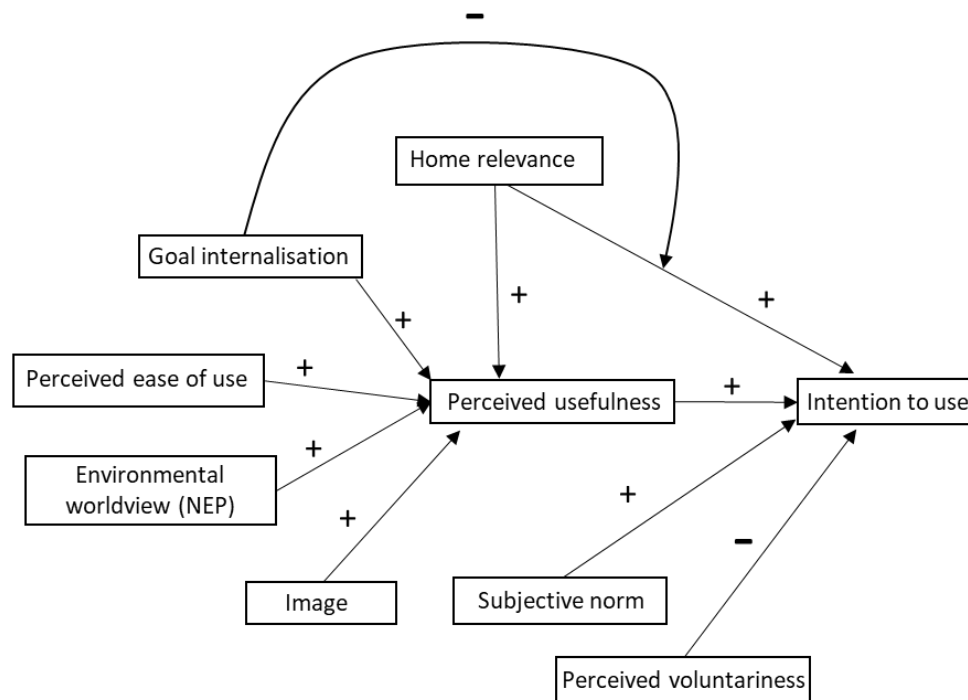 –
Home relevance
Goal internalisation
+
+
+
Perceived ease of use
+
Perceived usefulness
+
Intention to use
+
Environmental
worldview (NEP)
+
+
–
Image
Subjective norm
Perceived voluntariness